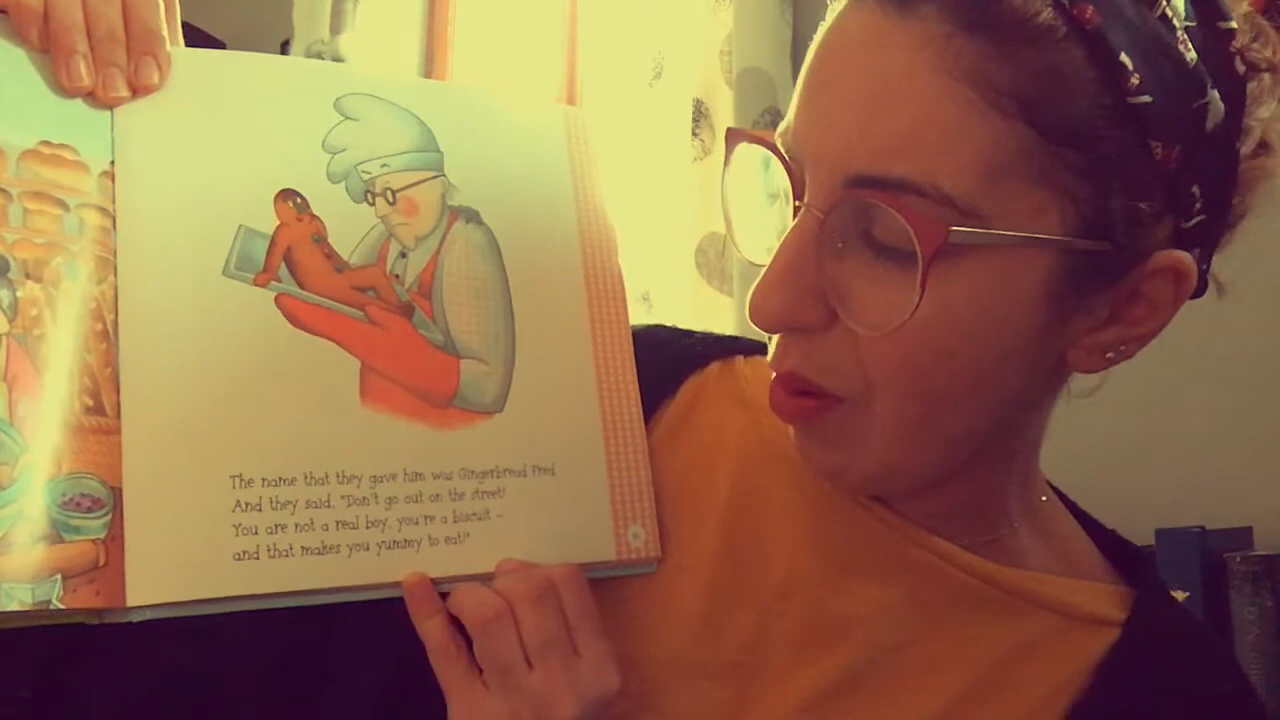 The name that they gave him was Gingerbread Fred
And they said, "Don't go out on the street!
You are not a real boy, you're a biscuit –
and that makes you yummy to eat!"